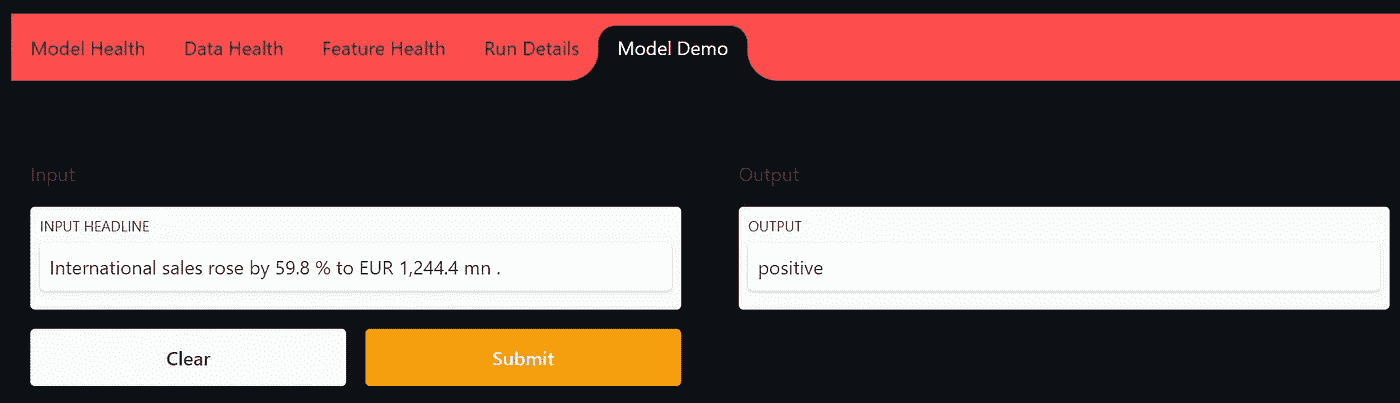 Model Health Data Health Feature Health Run Details Model Demo
Input
INPUT HEADLINE
International sales rose by 59.8 % to EUR 1,244.4 mn .
Clear Submit
Output
OUTPUT
positive